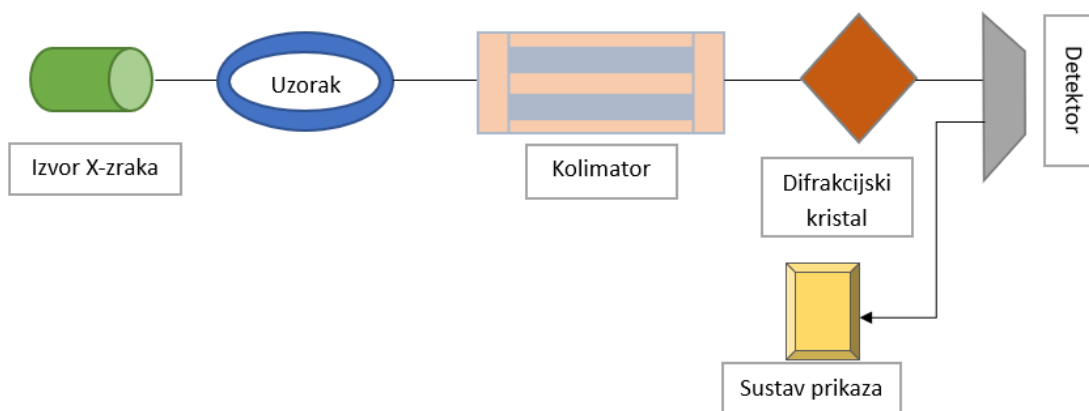 Uzorak
Izvor X-zraka
Kolimator
Difrakcijski
kristal
Detektor
Sustav prikaza